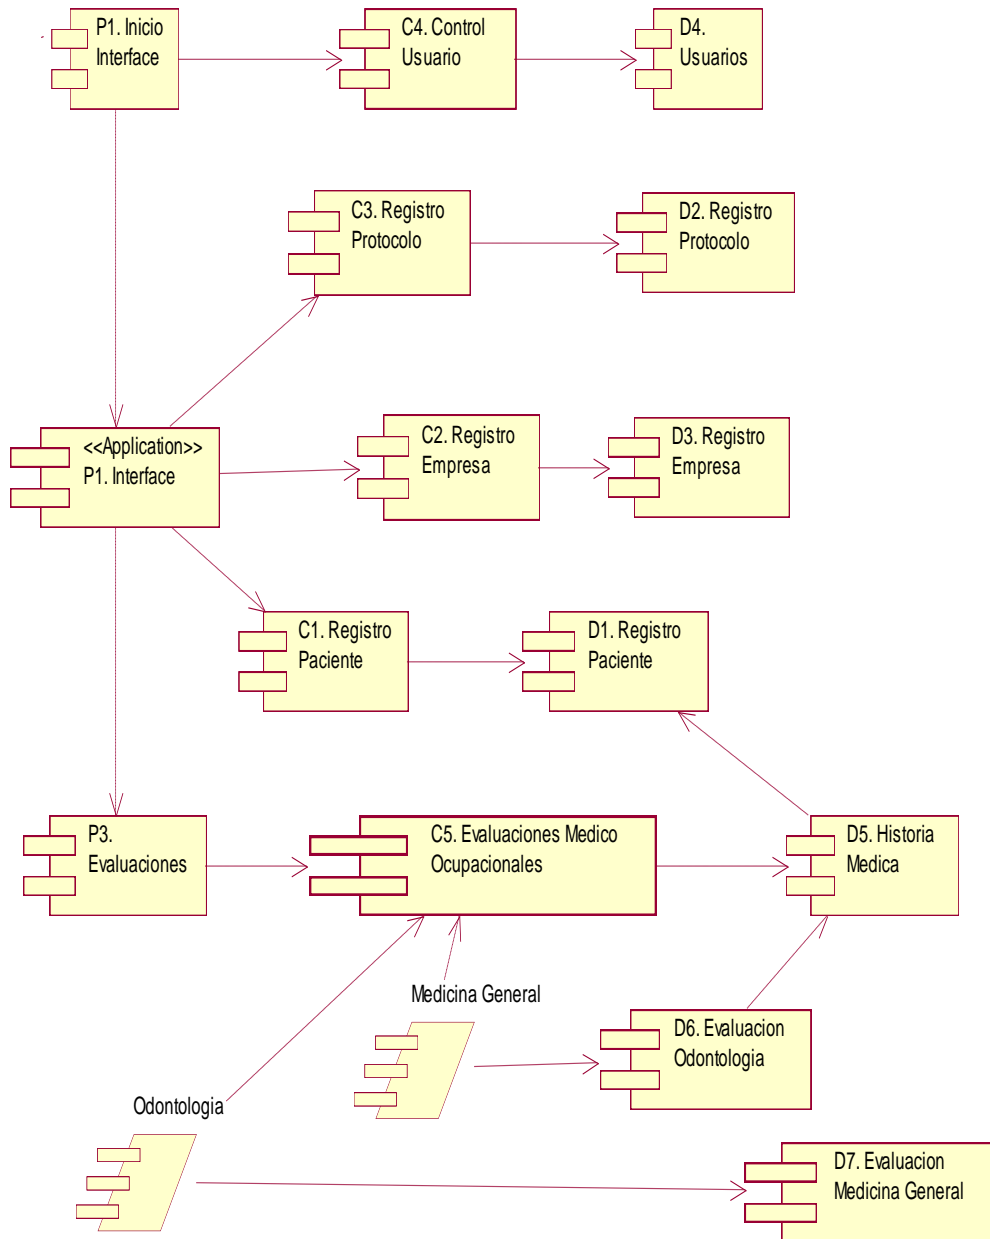 P1. Inicio
Interface
C4. Control
Usuario
D4.
Usuarios
C3. Registro
Protocolo
D2. Registro
Protocolo
<<Application>>
P1. Interface
C2. Registro
Empresa
D3. Registro
Empresa
C1. Registro
Paciente
D1. Registro
Paciente
P3.
Evaluaciones
C5. Evaluaciones Medico
Ocupacionales
D5. Historia
Medica
Medicina General
D6. Evaluacion
Odontologia
Odontologia
D7. Evaluacion
Medicina General